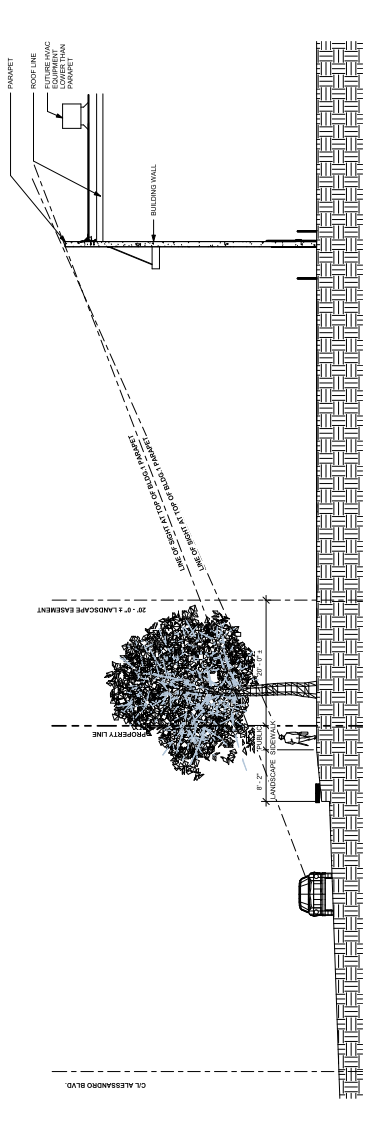 PARAPET
ROOF LINE
FUTURE HVAC
EQUIPMENT
LOWER THAN
PARAPET
BUILDING WALL
LINE OF SIGHT AT TOP OF BLDG.1 PARAPET
LINE OF SIGHT AT TOP OF BLDG.1 PARAPET
20' - 0" ± LANDSCAPE EASEMENT
20' - 0" ±
PROPERTY LINE
PUBLIC
SIDEWALK
8' - 2"
LANDSCAPE
C/L ALESSANDRO BLVD.